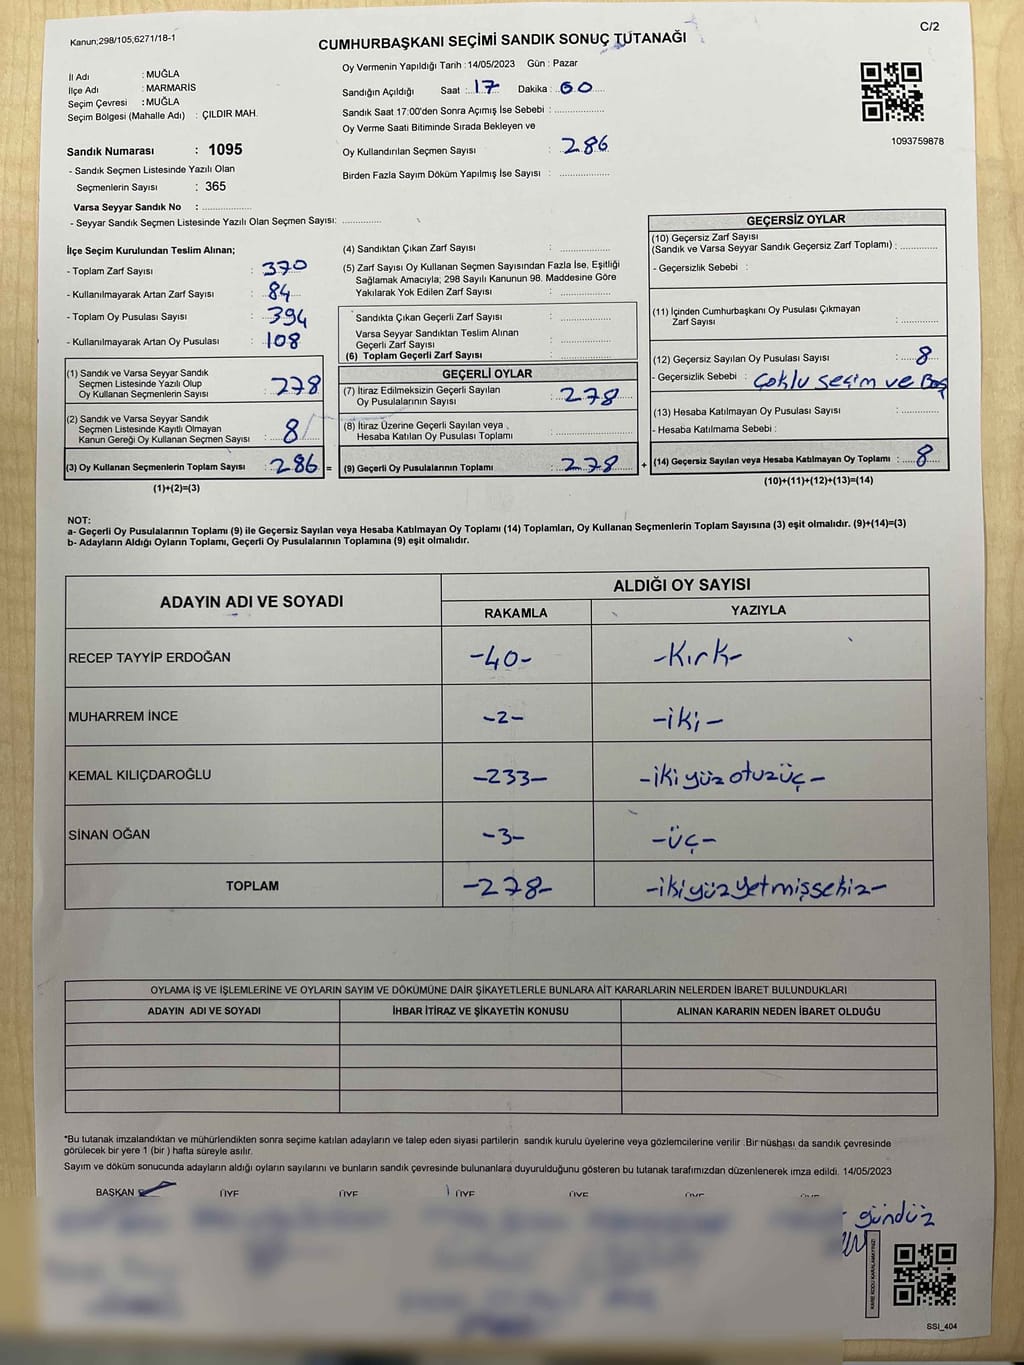 Kanun;298/105,6271/18-1
C/2
CUMHURBAŞKANI SEÇİMİ SANDIK SONUÇ TUTANAĞI
İl Adı : MUĞLA
İlçe Adı : MARMARİS
Seçim Çevresi : MUĞLA
Seçim Bölgesi (Mahalle Adı) : ÇILDIR MAH.
Sandık Numarası : 1095
- Sandık Seçmen Listesinde Yazılı Olan
Seçmenlerin Sayısı : 365
Varsa Seyyar Sandık No : ................
- Seyyar Sandık Seçmen Listesinde Yazılı Olan Seçmen Sayısı: ................
Oy Vermenin Yapıldığı Tarih : 14/05/2023 Gün : Pazar
Sandığın Açıldığı Saat : 17 Dakika : 00
Sandık Saat 17:00'den Sonra Açımış İse Sebebi : ................
Oy Verme Saati Bitiminde Sırada Bekleyen ve
Oy Kullandırılan Seçmen Sayısı : 286
Birden Fazla Sayım Döküm Yapılmış İse Sayısı : ................
1093759878
İlçe Seçim Kurulundan Teslim Alınan;
- Toplam Zarf Sayısı : 370
- Kullanılmayarak Artan Zarf Sayısı : 84
- Toplam Oy Pusulası Sayısı : 394
- Kullanılmayarak Artan Oy Pusulası : 108
(1) Sandık ve Varsa Seyyar Sandık
Seçmen Listesinde Yazılı Olup
Oy Kullanan Seçmenlerin Sayısı : 278
(2) Sandık ve Varsa Seyyar Sandık
Seçmen Listesinde Kayıtlı Olmayan
Kanun Gereği Oy Kullanan Seçmen Sayısı : 8
(3) Oy Kullanan Seçmenlerin Toplam Sayısı : 286 =
(1)+(2)=(3)
(4) Sandıktan Çıkan Zarf Sayısı : ................
(5) Zarf Sayısı Oy Kullanan Seçmen Sayısından Fazla İse, Eşitliği
Sağlamak Amacıyla; 298 Sayılı Kanunun 98. Maddesine Göre
Yakılarak Yok Edilen Zarf Sayısı : ................
Sandıkta Çıkan Geçerli Zarf Sayısı : ................
Varsa Seyyar Sandıktan Teslim Alınan
Geçerli Zarf Sayısı : ................
(6) Toplam Geçerli Zarf Sayısı : ................
GEÇERLİ OYLAR
(7) İtiraz Edilmeksizin Geçerli Sayılan
Oy Pusulalarının Sayısı : 278
(8) İtiraz Üzerine Geçerli Sayılan veya
Hesaba Katılan Oy Pusulası Toplamı : ................
(9) Geçerli Oy Pusulalarının Toplamı : 278 +
GEÇERSİZ OYLAR
(10) Geçersiz Zarf Sayısı
(Sandık ve Varsa Seyyar Sandık Geçersiz Zarf Toplamı) : ................
- Geçersizlik Sebebi :
(11) İçinden Cumhurbaşkanı Oy Pusulası Çıkmayan
Zarf Sayısı : ................
(12) Geçersiz Sayılan Oy Pusulası Sayısı : 8
- Geçersizlik Sebebi : Çoklu Seçim ve Boş
(13) Hesaba Katılmayan Oy Pusulası Sayısı : ................
- Hesaba Katılmama Sebebi :
(14) Geçersiz Sayılan veya Hesaba Katılmayan Oy Toplamı : 8
(10)+(11)+(12)+(13)=(14)
NOT:
a- Geçerli Oy Pusulalarının Toplamı (9) ile Geçersiz Sayılan veya Hesaba Katılmayan Oy Toplamı (14) Toplamları, Oy Kullanan Seçmenlerin Toplam Sayısına (3) eşit olmalıdır. (9)+(14)=(3)
b- Adayların Aldığı Oyların Toplamı, Geçerli Oy Pusulalarının Toplamına (9) eşit olmalıdır.
ADAYIN ADI VE SOYADI ALDIĞI OY SAYISI
RAKAMLA YAZIYLA
RECEP TAYYİP ERDOĞAN -40- -Kırk-
MUHARREM İNCE -2- -iki-
KEMAL KILIÇDAROĞLU -233- -iki yüz otuzüç-
SİNAN OĞAN -3- -üç-
TOPLAM -278- -ikiyüzyetmişsekiz-
OYLAMA İŞ VE İŞLEMLERİNE VE OYLARIN SAYIM VE DÖKÜMÜNE DAİR ŞİKAYETLERLE BUNLARA AİT KARARLARIN NELERDEN İBARET BULUNDUKLARI
ADAYIN ADI VE SOYADI İHBAR İTİRAZ VE ŞİKAYETİN KONUSU ALINAN KARARIN NEDEN İBARET OLDUĞU
*Bu tutanak imzalandıktan ve mühürlendikten sonra seçime katılan adayların ve talep eden siyasi partilerin sandık kurulu üyelerine veya gözlemcilerine verilir .Bir nüshası da sandık çevresinde
görülecek bir yere 1 (bir ) hafta süreyle asılır.
Sayım ve döküm sonucunda adayların aldığı oyların sayılarını ve bunların sandık çevresinde bulunanlara duyurulduğunu gösteren bu tutanak tarafımızdan düzenlenerek imza edildi. 14/05/2023
BAŞKAN ÜYE ÜYE ÜYE ÜYE ÜYE ÜYE
gündüz
KARE KODU KARALAMAYINIZ!
SSI_404